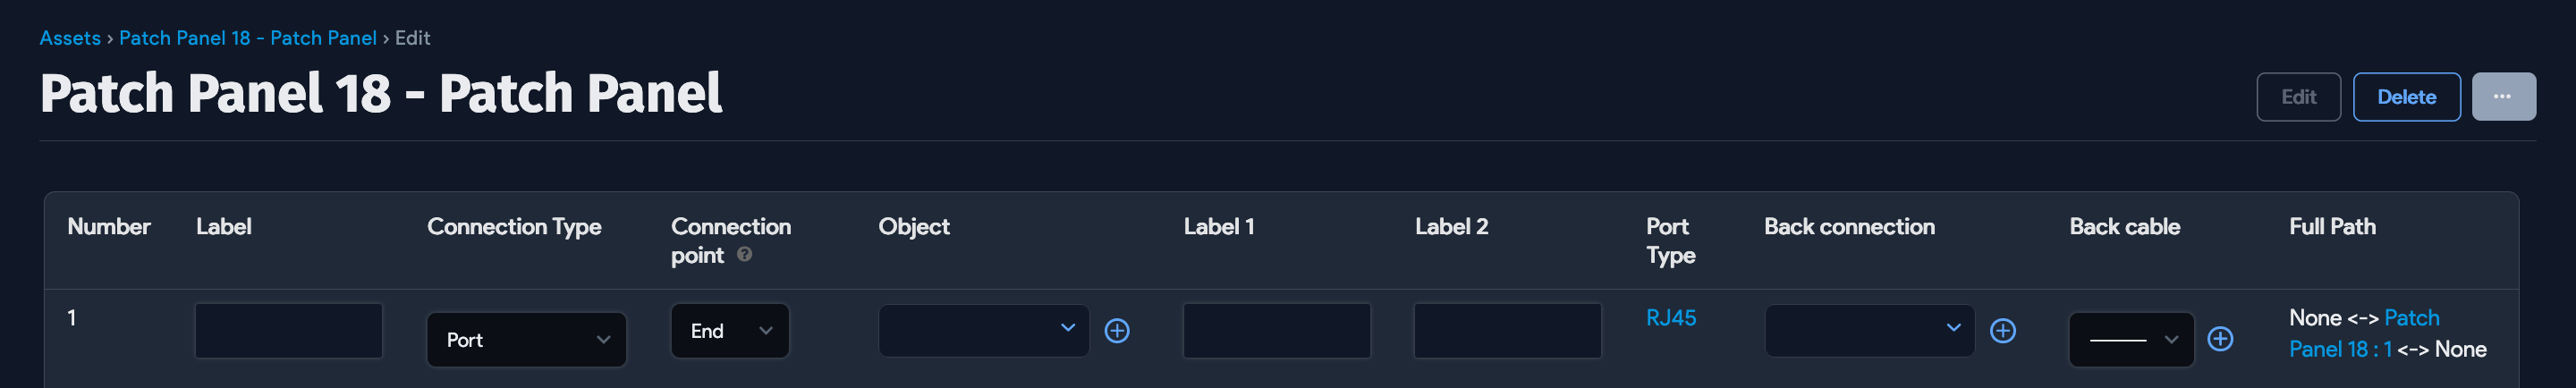 Assets › Patch Panel 18 - Patch Panel › Edit
Patch Panel 18 - Patch Panel
Edit
Delete
···
Number
Label
Connection Type
Connection
point ?
Object
Label 1
Label 2
Port
Type
Back connection
Back cable
Full Path
1
Port
End
RJ45
None <-> Patch
Panel 18 : 1 <-> None